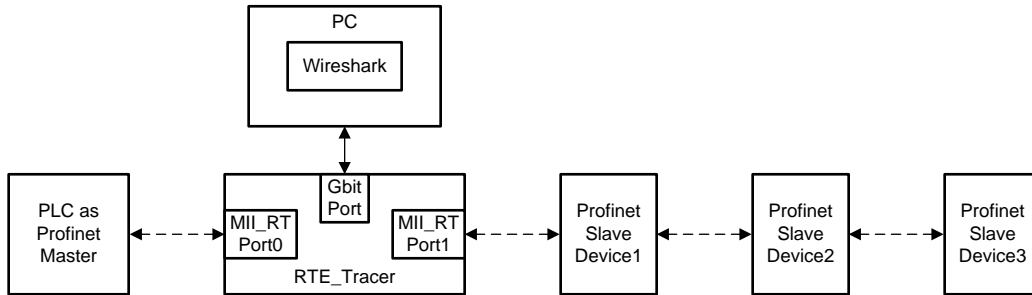 PC
Wireshark
Gbit
Port
PLC as
Profinet
Master
MII_RT
Port0
MII_RT
Port1
RTE_Tracer
Profinet
Slave
Device1
Profinet
Slave
Device2
Profinet
Slave
Device3